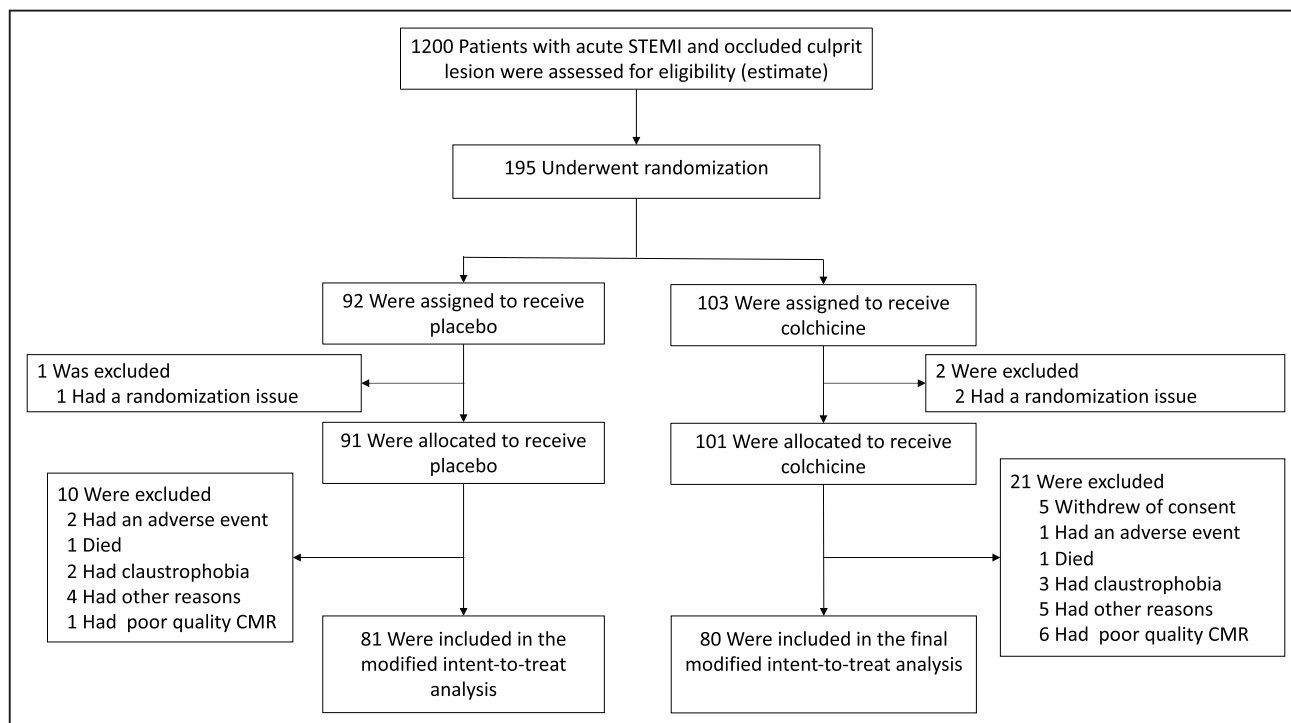 1200 Patients with acute STEMI and occluded culprit
lesion were assessed for eligibility (estimate)
195 Underwent randomization
92 Were assigned to receive
placebo
103 Were assigned to receive
colchicine
1 Was excluded
1 Had a randomization issue
2 Were excluded
2 Had a randomization issue
91 Were allocated to receive
placebo
101 Were allocated to receive
colchicine
10 Were excluded
2 Had an adverse event
1 Died
2 Had claustrophobia
4 Had other reasons
1 Had poor quality CMR
21 Were excluded
5 Withdrew of consent
1 Had an adverse event
1 Died
3 Had claustrophobia
5 Had other reasons
6 Had poor quality CMR
81 Were included in the
modified intent-to-treat
analysis
80 Were included in the final
modified intent-to-treat analysis